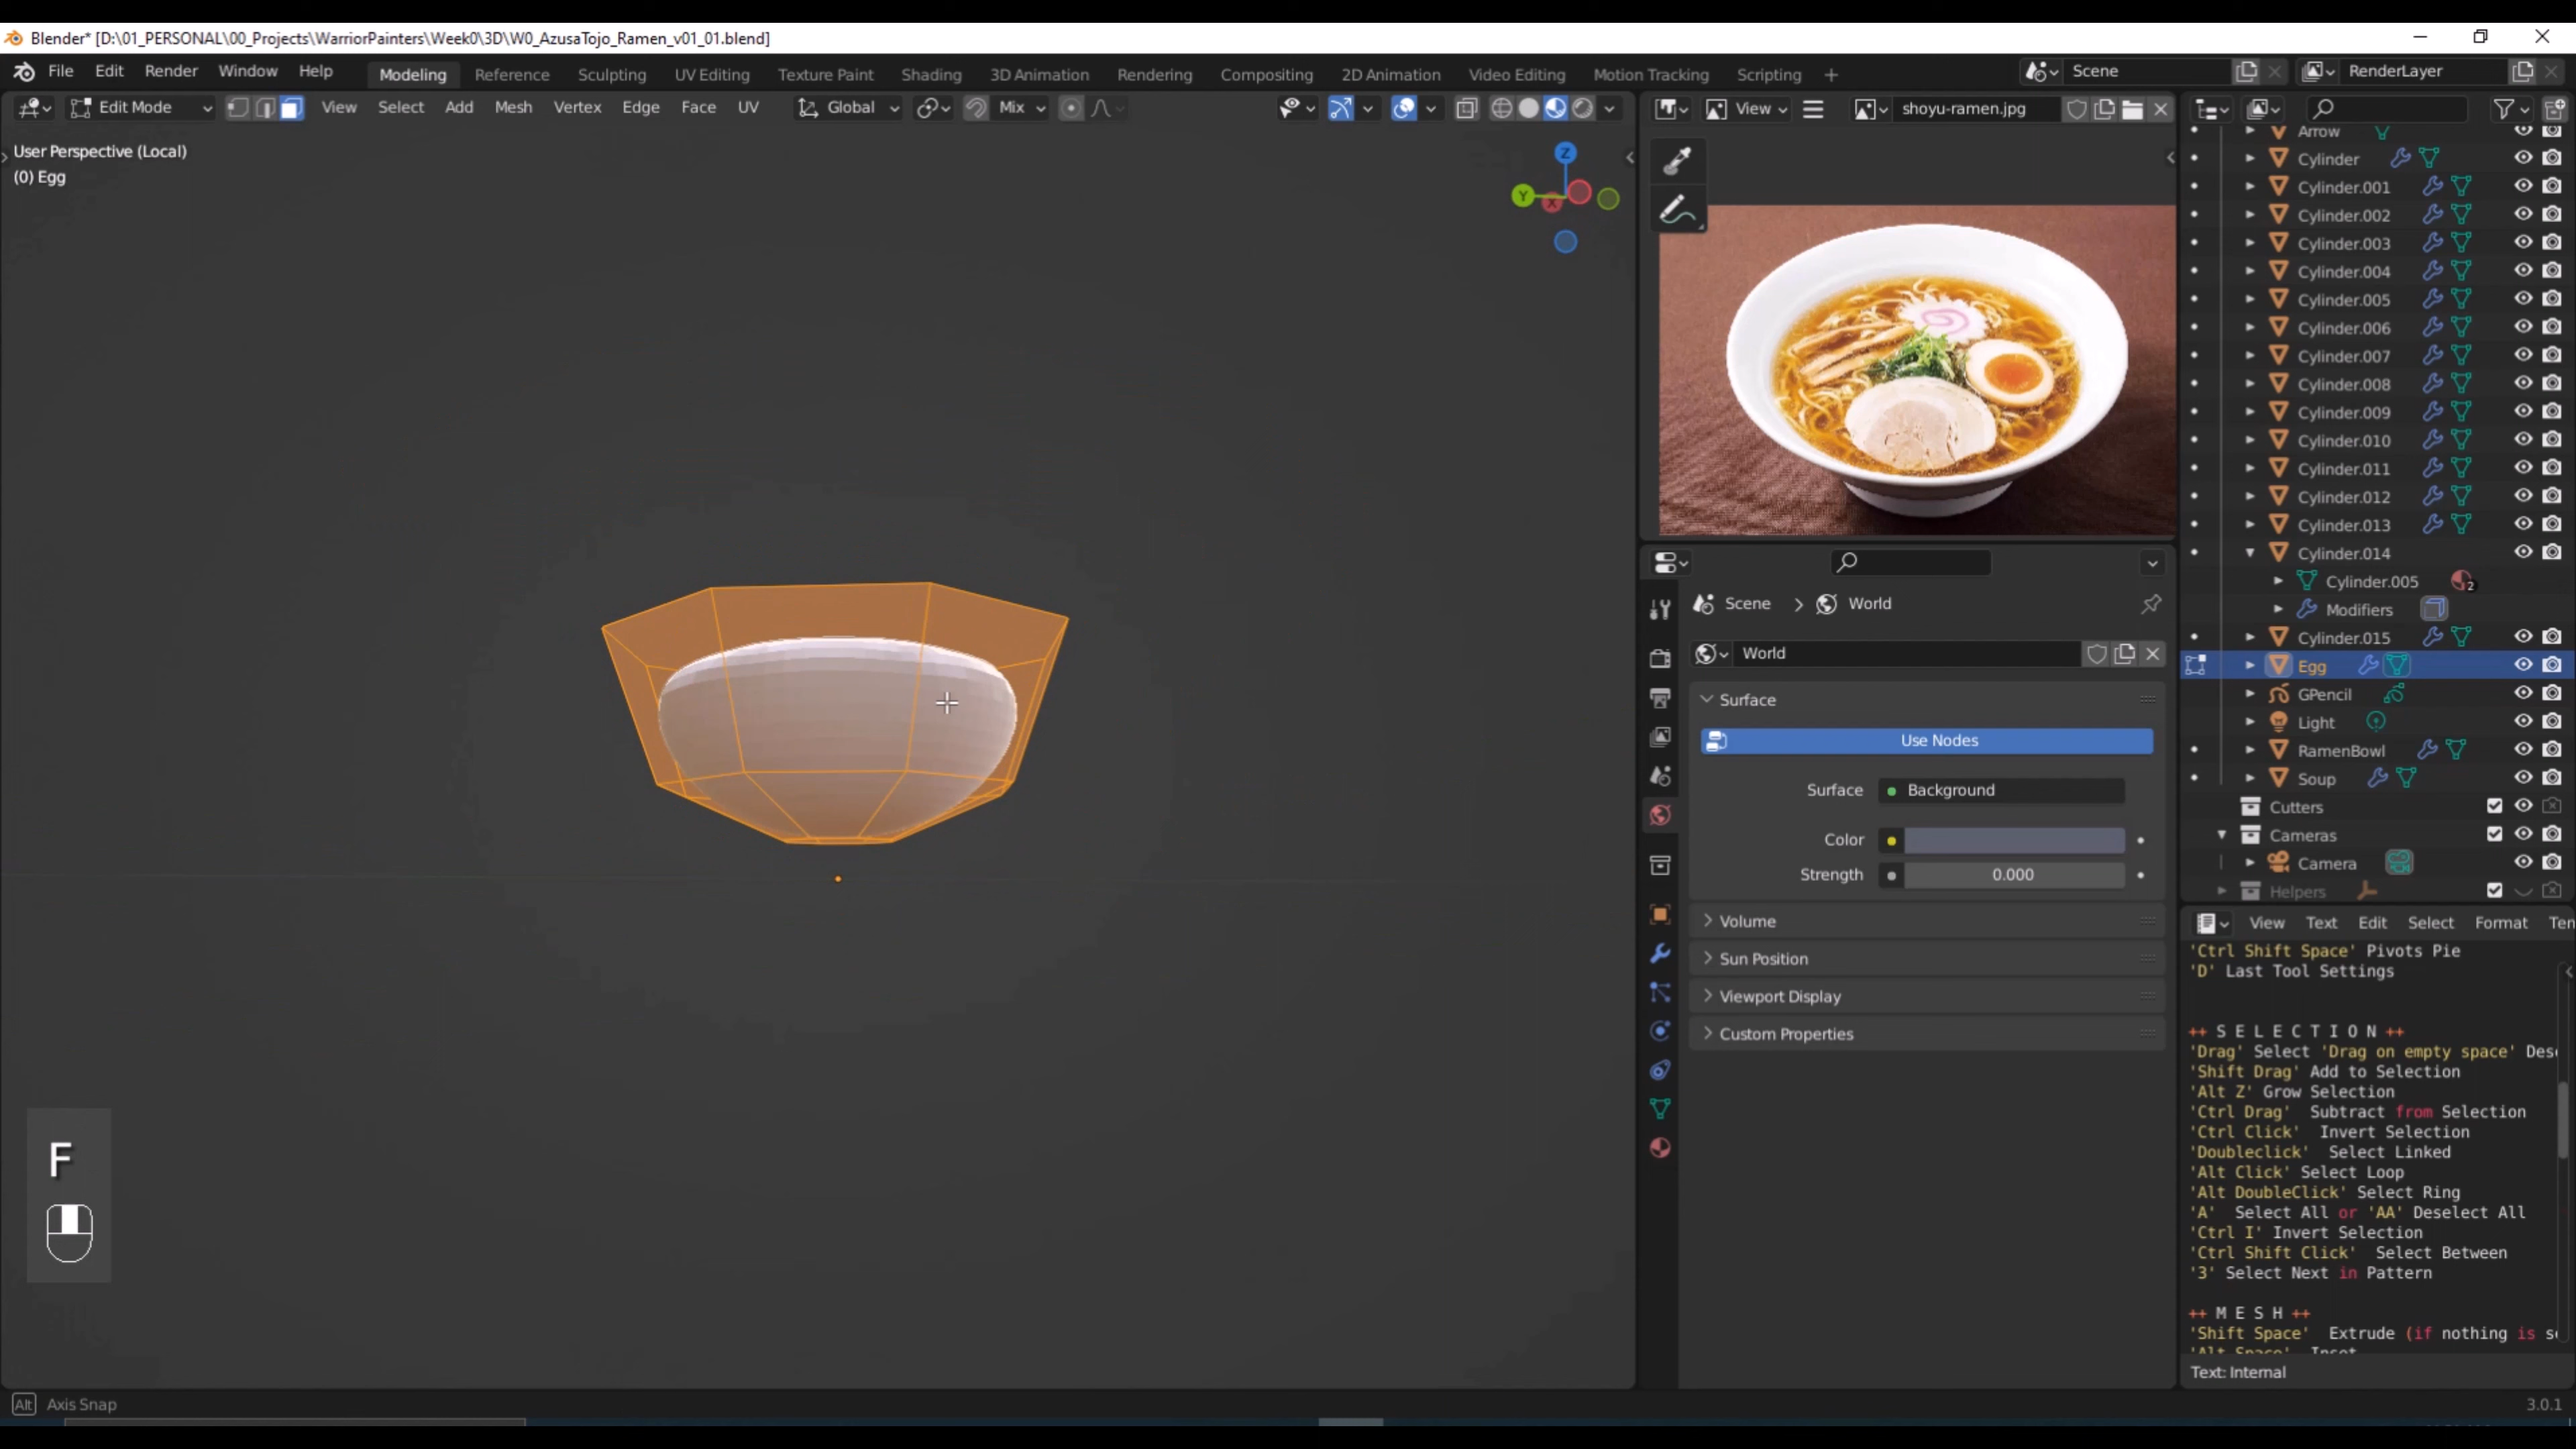 Blender* [D:\01_PERSONAL\00_Projects\WarriorPainters\Week0\3D\W0_AzusaTojo_Ramen_v01_01.blend]
File Edit Render Window Help Modeling Reference Sculpting UV Editing Texture Paint Shading 3D Animation Rendering Compositing 2D Animation Video Editing Motion Tracking Scripting + Scene RenderLayer
Edit Mode View Select Add Mesh Vertex Edge Face UV Global Mix View shoyu-ramen.jpg
User Perspective (Local)
(0) Egg
Z
Y
X
Arrow
Cylinder
Cylinder.001
Cylinder.002
Cylinder.003
Cylinder.004
Cylinder.005
Cylinder.006
Cylinder.007
Cylinder.008
Cylinder.009
Cylinder.010
Cylinder.011
Cylinder.012
Cylinder.013
Cylinder.014
Cylinder.005 2
Modifiers
Cylinder.015
Egg
GPencil
Light
RamenBowl
Soup
Cutters
Cameras
Camera
Helpers
Scene > World
World
Surface
Use Nodes
Surface Background
Color
Strength 0.000
Volume
Sun Position
Viewport Display
Custom Properties
View Text Edit Select Format Ten
'Ctrl Shift Space' Pivots Pie
'D' Last Tool Settings
++ S E L E C T I O N ++
'Drag' Select 'Drag on empty space' Des
'Shift Drag' Add to Selection
'Alt Z' Grow Selection
'Ctrl Drag' Subtract from Selection
'Ctrl Click' Invert Selection
'Doubleclick' Select Linked
'Alt Click' Select Loop
'Alt DoubleClick' Select Ring
'A' Select All or 'AA' Deselect All
'Ctrl I' Invert Selection
'Ctrl Shift Click' Select Between
'3' Select Next in Pattern
++ M E S H ++
'Shift Space' Extrude (if nothing is s
'Alt Space' Inset
Text: Internal
F
Alt Axis Snap
3.0.1